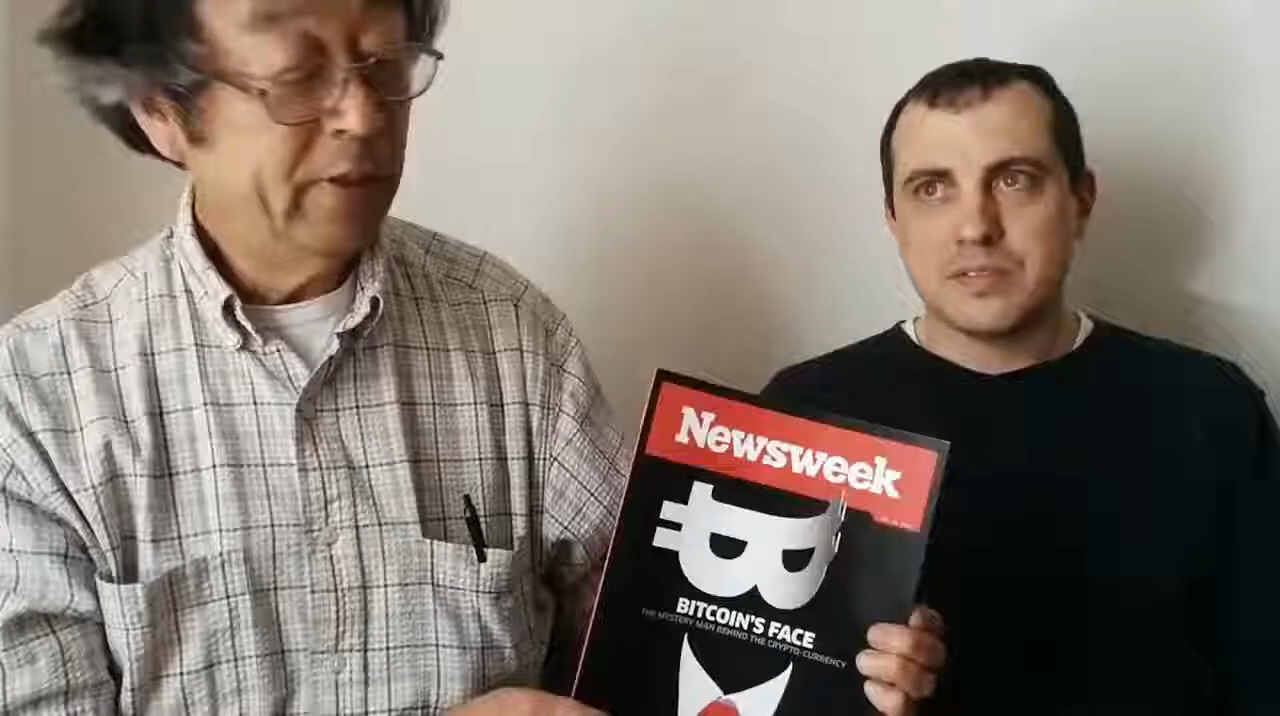 Newsweek
BITCOIN'S FACE
THE MYSTERY MAN BEHIND THE CRYPTO-CURRENCY